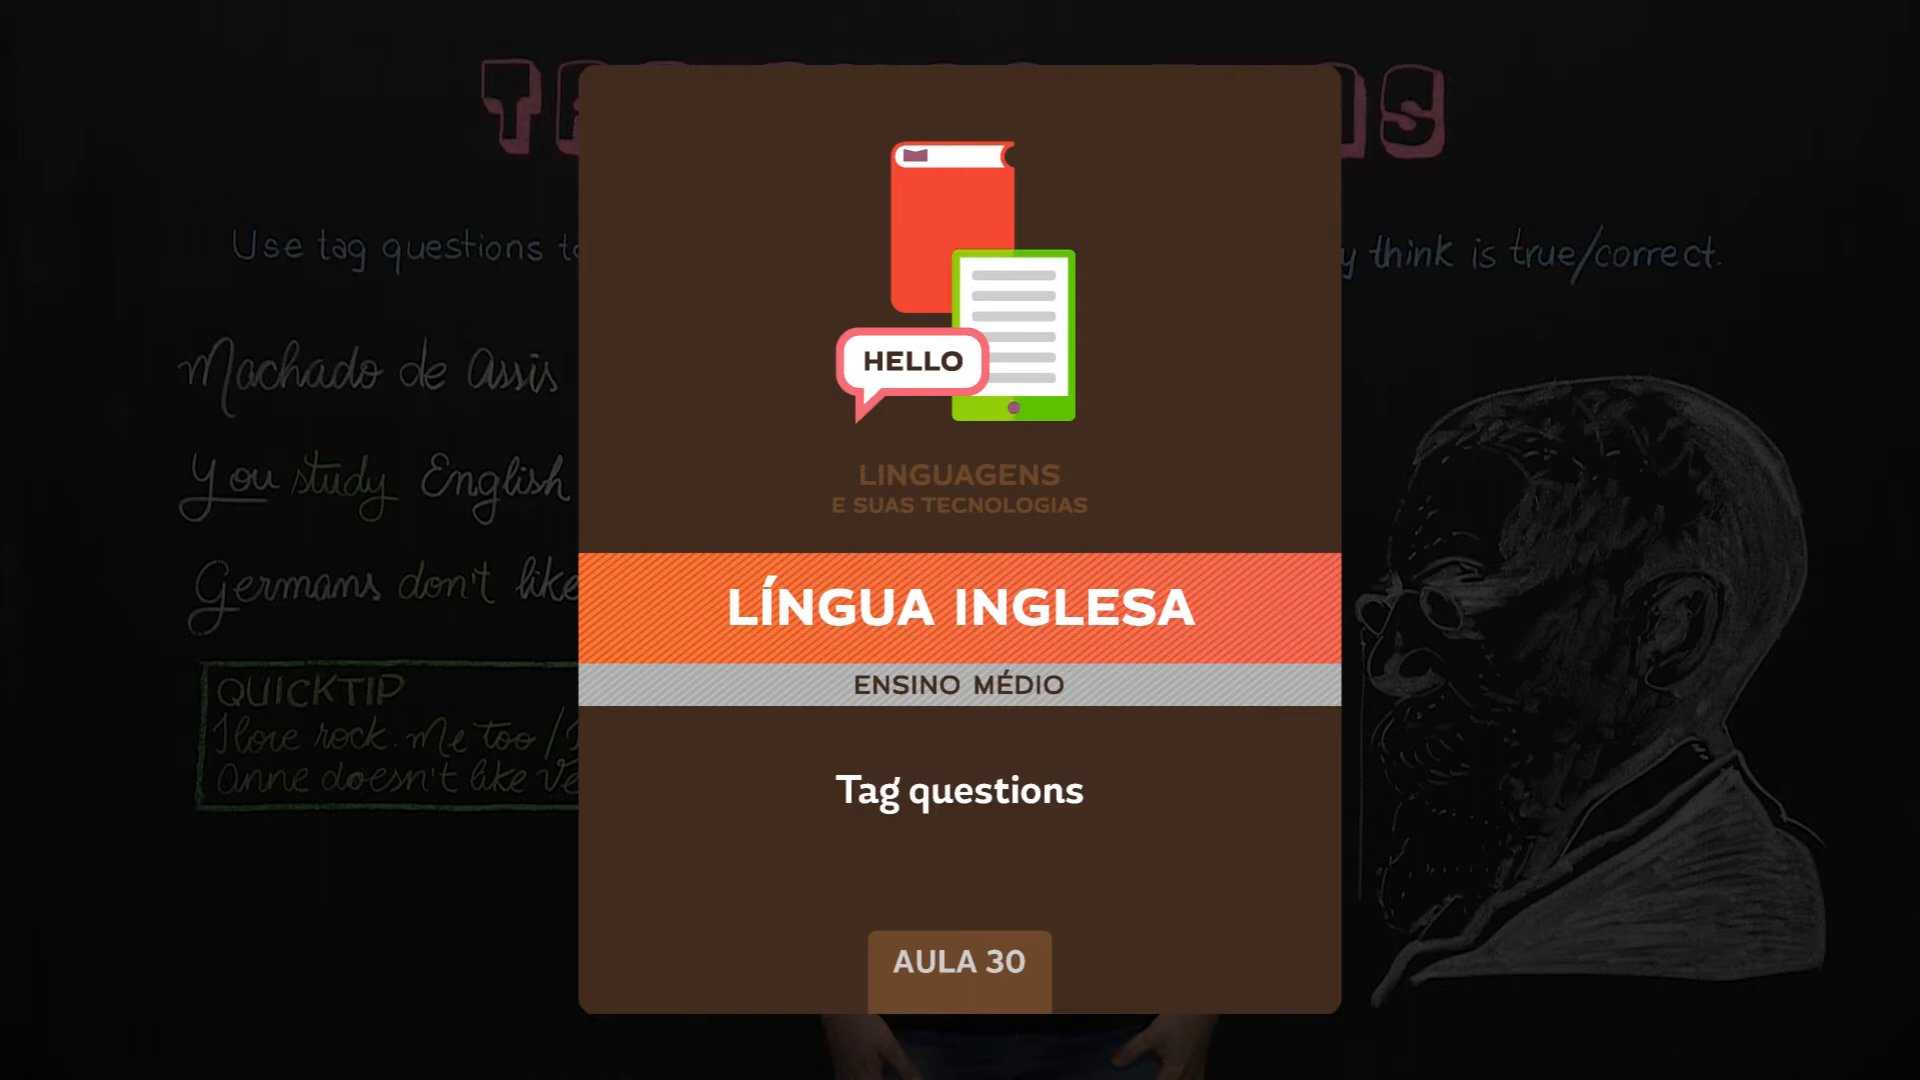 Use tag questions
y think is true/correct.
Machado de Assis
You study English
Germans don't like
QUICKTIP
I love rock. Me too /
Anne doesn't like
HELLO
LINGUAGENS
E SUAS TECNOLOGIAS
LÍNGUA INGLESA
ENSINO MÉDIO
Tag questions
AULA 30